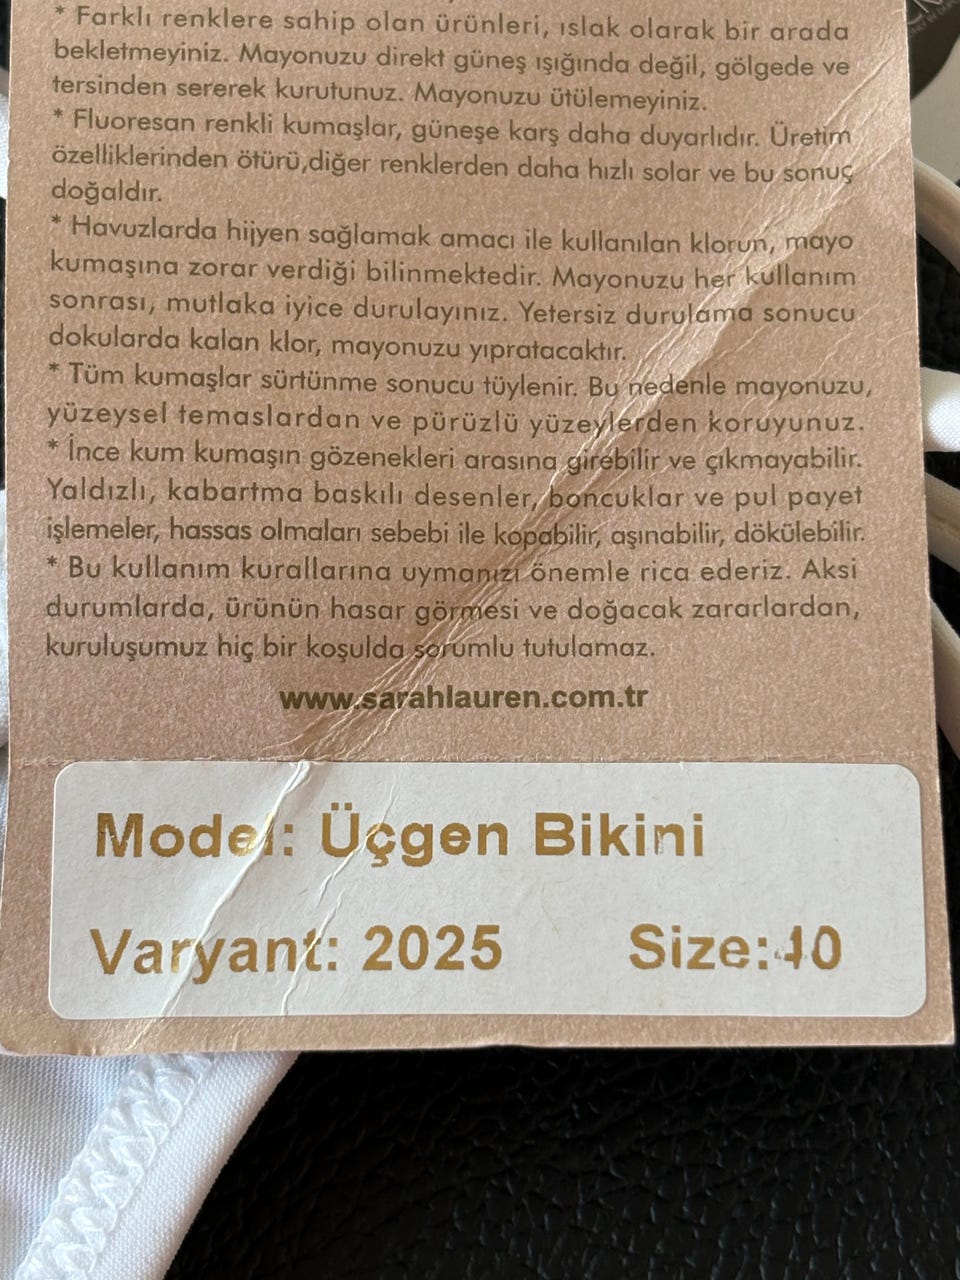 * Farklı renklere sahip olan ürünleri, ıslak olarak bir arada
bekletmeyiniz. Mayonuzu direkt güneş ışığında değil, gölgede ve
tersinden sererek kurutunuz. Mayonuzu ütülemeyiniz.
* Fluoresan renkli kumaşlar, güneşe karş daha duyarlıdır. Üretim
özelliklerinden ötürü,diğer renklerden daha hızlı solar ve bu sonuç
doğaldır.
* Havuzlarda hijyen sağlamak amacı ile kullanılan klorun, mayo
kumaşına zorar verdiği bilinmektedir. Mayonuzu her kullanım
sonrası, mutlaka iyice durulayınız. Yetersiz durulama sonucu
dokularda kalan klor, mayonuzu yıpratacaktır.
* Tüm kumaşlar sürtünme sonucu tüylenir. Bu nedenle mayonuzu,
yüzeysel temaslardan ve pürüzlü yüzeylerden koruyunuz.
* İnce kum kumaşın gözenekleri arasına girebilir ve çıkmayabilir.
Yaldızlı, kabartma baskılı desenler, boncuklar ve pul payet
işlemeler, hassas olmaları sebebi ile kopabilir, aşınabilir, dökülebilir.
* Bu kullanım kurallarına uymanızı önemle rica ederiz. Aksi
durumlarda, ürünün hasar görmesi ve doğacak zararlardan,
kuruluşumuz hiç bir koşulda sorumlu tutulamaz.
www.sarahlauren.com.tr
Model: Üçgen Bikini
Varyant: 2025 Size:40